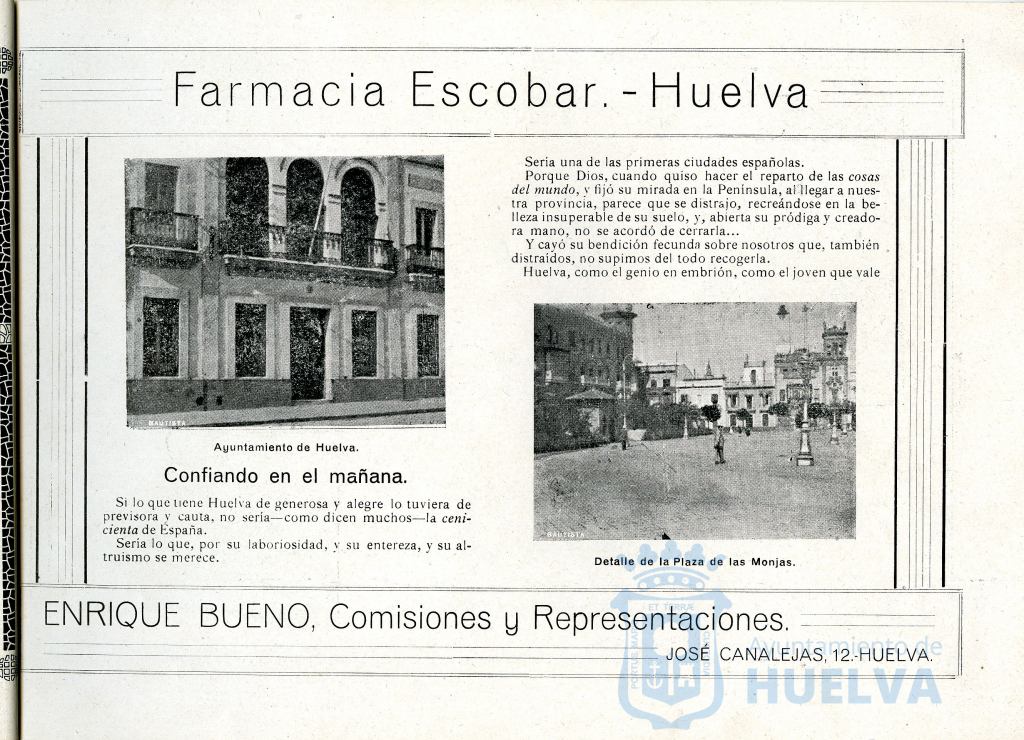 Farmacia Escobar. - Huelva
BAUTISTA
Ayuntamiento de Huelva.
Confiando en el mañana.
Si lo que tiene Huelva de generosa y alegre lo tuviera de
previsora y cauta, no sería—como dicen muchos—la ceni-
cienta de España.
Sería lo que, por su laboriosidad, y su entereza, y su al-
truismo se merece.
Sería una de las primeras ciudades españolas.
Porque Dios, cuando quiso hacer el reparto de las cosas
del mundo, y fijó su mirada en la Península, al llegar a nues-
tra provincia, parece que se distrajo, recreándose en la be-
lleza insuperable de su suelo, y, abierta su pródiga y creado-
ra mano, no se acordó de cerrarla...
Y cayó su bendición fecunda sobre nosotros que, también
distraídos, no supimos del todo recogerla.
Huelva, como el genio en embrión, como el joven que vale
BAUTISTA
Detalle de la Plaza de las Monjas.
ENRIQUE BUENO, Comisiones y Representaciones.
JOSÉ CANALEJAS, 12.-HUELVA.
ET TERRÆ
PORTUS MARIS
CUSTODIA
Ayuntamiento de
HUELVA